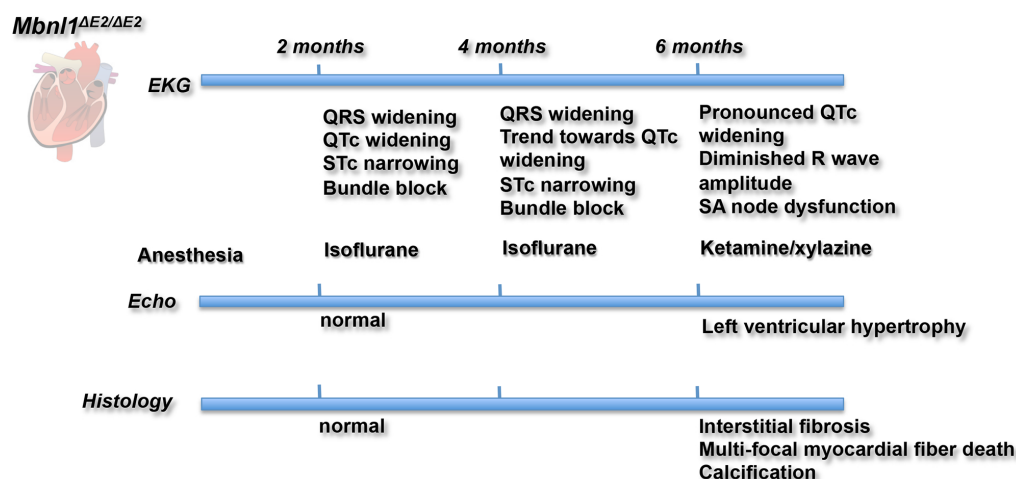 Mbnl1ΔE2/ΔE2
2 months 4 months 6 months
EKG
QRS widening
QTc widening
STc narrowing
Bundle block
QRS widening
Trend towards QTc
widening
STc narrowing
Bundle block
Pronounced QTc
widening
Diminished R wave
amplitude
SA node dysfunction
Anesthesia Isoflurane Isoflurane Ketamine/xylazine
Echo
normal
Left ventricular hypertrophy
Histology
normal
Interstitial fibrosis
Multi-focal myocardial fiber death
Calcification